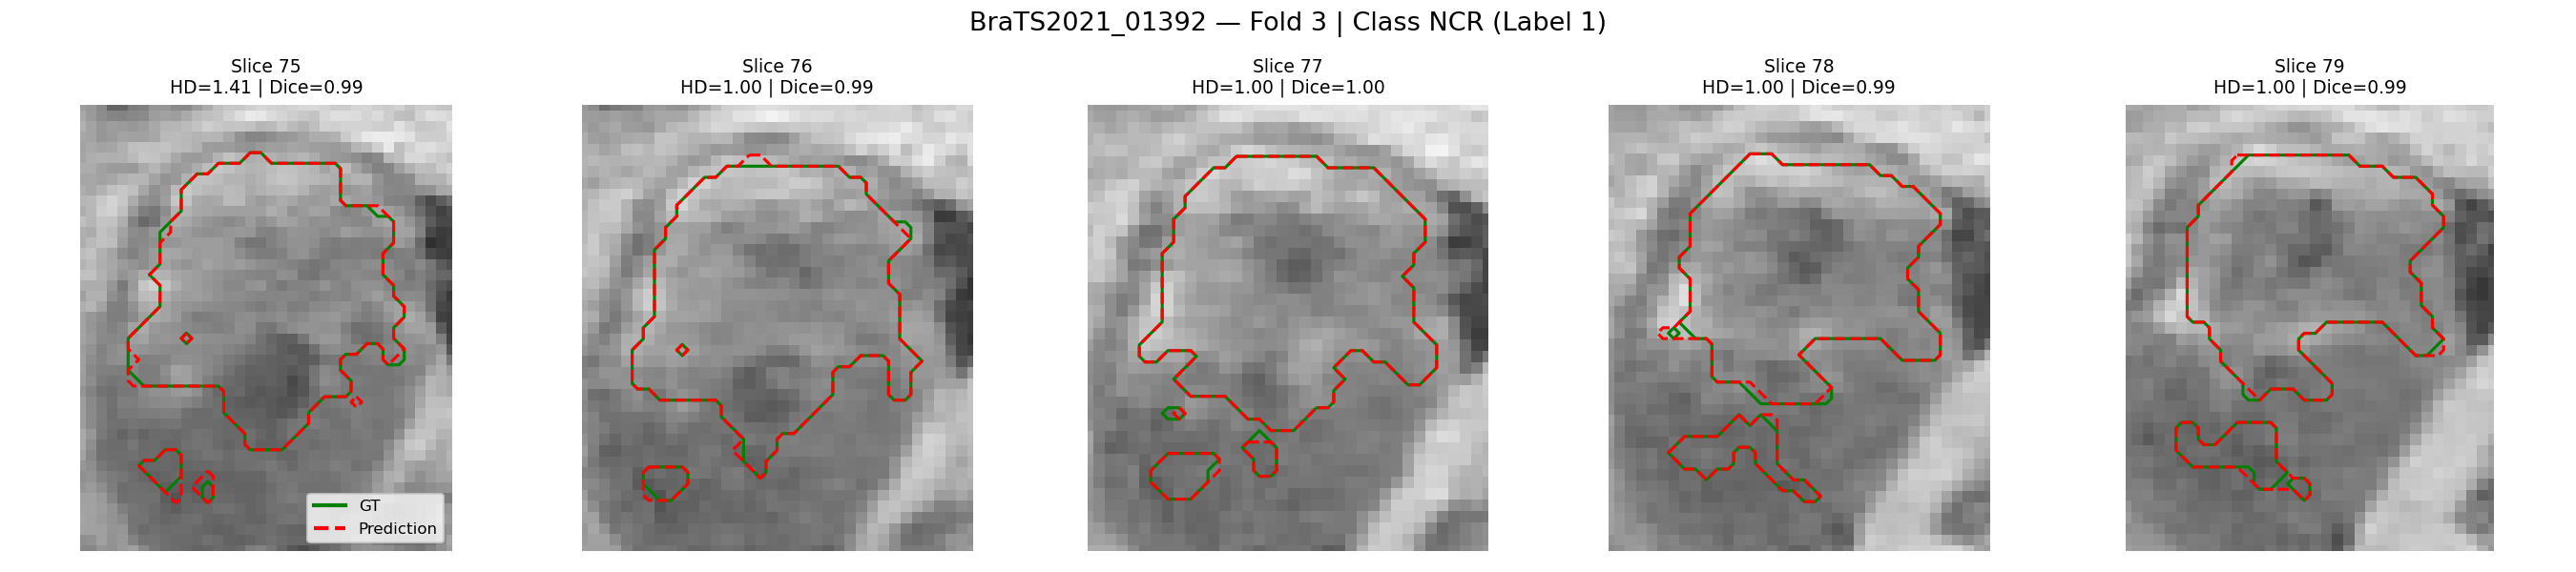 BraTS2021_01392 — Fold 3 | Class NCR (Label 1)
Slice 75
HD=1.41 | Dice=0.99
Slice 76
HD=1.00 | Dice=0.99
Slice 77
HD=1.00 | Dice=1.00
Slice 78
HD=1.00 | Dice=0.99
Slice 79
HD=1.00 | Dice=0.99
GT
Prediction